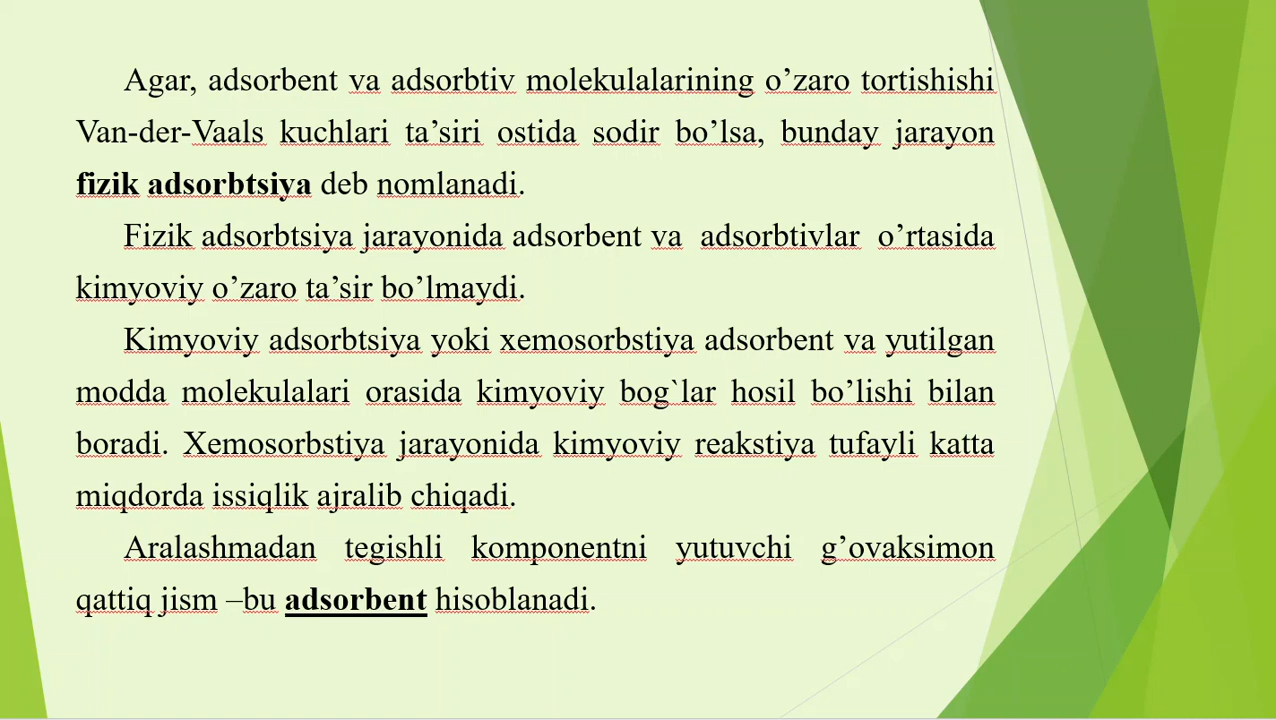 Agar, adsorbent va adsorbtiv molekulalarining o’zaro tortishishi
Van-der-Vaals kuchlari ta’siri ostida sodir bo’lsa, bunday jarayon
fizik adsorbtsiya deb nomlanadi.
Fizik adsorbtsiya jarayonida adsorbent va adsorbtivlar o’rtasida
kimyoviy o’zaro ta’sir bo’lmaydi.
Kimyoviy adsorbtsiya yoki xemosorbstiya adsorbent va yutilgan
modda molekulalari orasida kimyoviy bog`lar hosil bo’lishi bilan
boradi. Xemosorbstiya jarayonida kimyoviy reakstiya tufayli katta
miqdorda issiqlik ajralib chiqadi.
Aralashmadan tegishli komponentni yutuvchi g’ovaksimon
qattiq jism –bu adsorbent hisoblanadi.